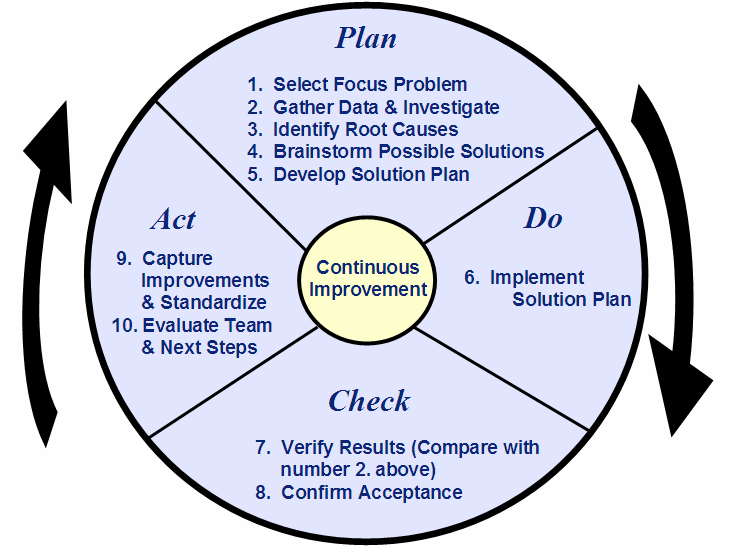 Plan
1. Select Focus Problem
2. Gather Data & Investigate
3. Identify Root Causes
4. Brainstorm Possible Solutions
5. Develop Solution Plan
Do
6. Implement
Solution Plan
Check
7. Verify Results (Compare with
number 2. above)
8. Confirm Acceptance
Act
9. Capture
Improvements
& Standardize
10. Evaluate Team
& Next Steps
Continuous
Improvement